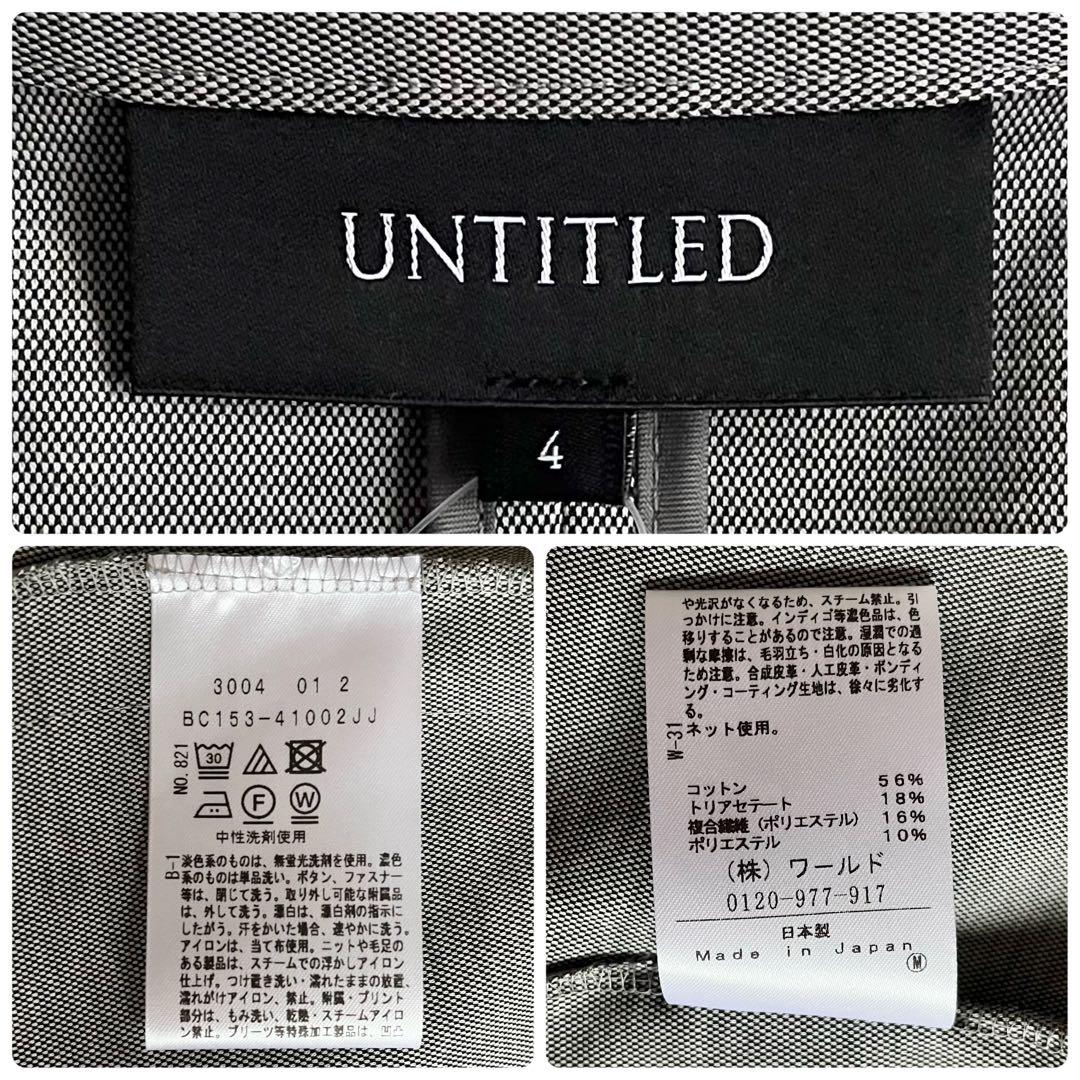 UNTITLED
4
3004 01 2
BC153-41002JJ
NO.821
30
F
W
中性洗剤使用
B-1
淡色系のものは、無蛍光洗剤を使用。濃色
系のものは単品洗い。ボタン、ファスナー
等は、閉じて洗う。取り外し可能な附属品
は、外して洗う。漂白は、漂白剤の指示に
したがう。汗をかいた場合、速やかに洗う。
アイロンは、当て布使用。ニットや毛足の
ある製品は、スチームでの浮かしアイロン
仕上げ。つけ置き洗い・濡れたままの放置、
濡れがけアイロン、禁止。附属・プリント
部分は、もみ洗い、乾熱・スチームアイロ
ン禁止。プリーツ等特殊加工製品は、凹凸
や光沢がなくなるため、スチーム禁止。引
っかけに注意。インディゴ等濃色品は、色
移りすることがあるので注意。湿潤での過
剰な摩擦は、毛羽立ち・白化の原因となる
ため注意。合成皮革・人工皮革・ボンディ
ング・コーティング生地は、徐々に劣化す
る。
W-31
ネット使用。
コットン 56%
トリアセテート 18%
複合繊維(ポリエステル) 16%
ポリエステル 10%
(株)ワールド
0120-977-917
日本製
Made in Japan
M